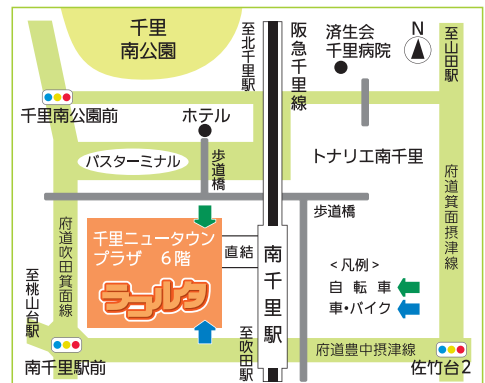 千里
南公園
至北千里駅
阪急千里線
済生会
千里病院
N
至山田駅
千里南公園前
ホテル
バスターミナル
歩道橋
トナリエ南千里
府道箕面摂津線
歩道橋
府道吹田箕面線
千里ニュータウン
プラザ 6階
ラコルタ
直結
南千里駅
<凡例>
自転車
車・バイク
至桃山台駅
南千里駅前
至吹田駅
府道豊中摂津線
佐竹台2